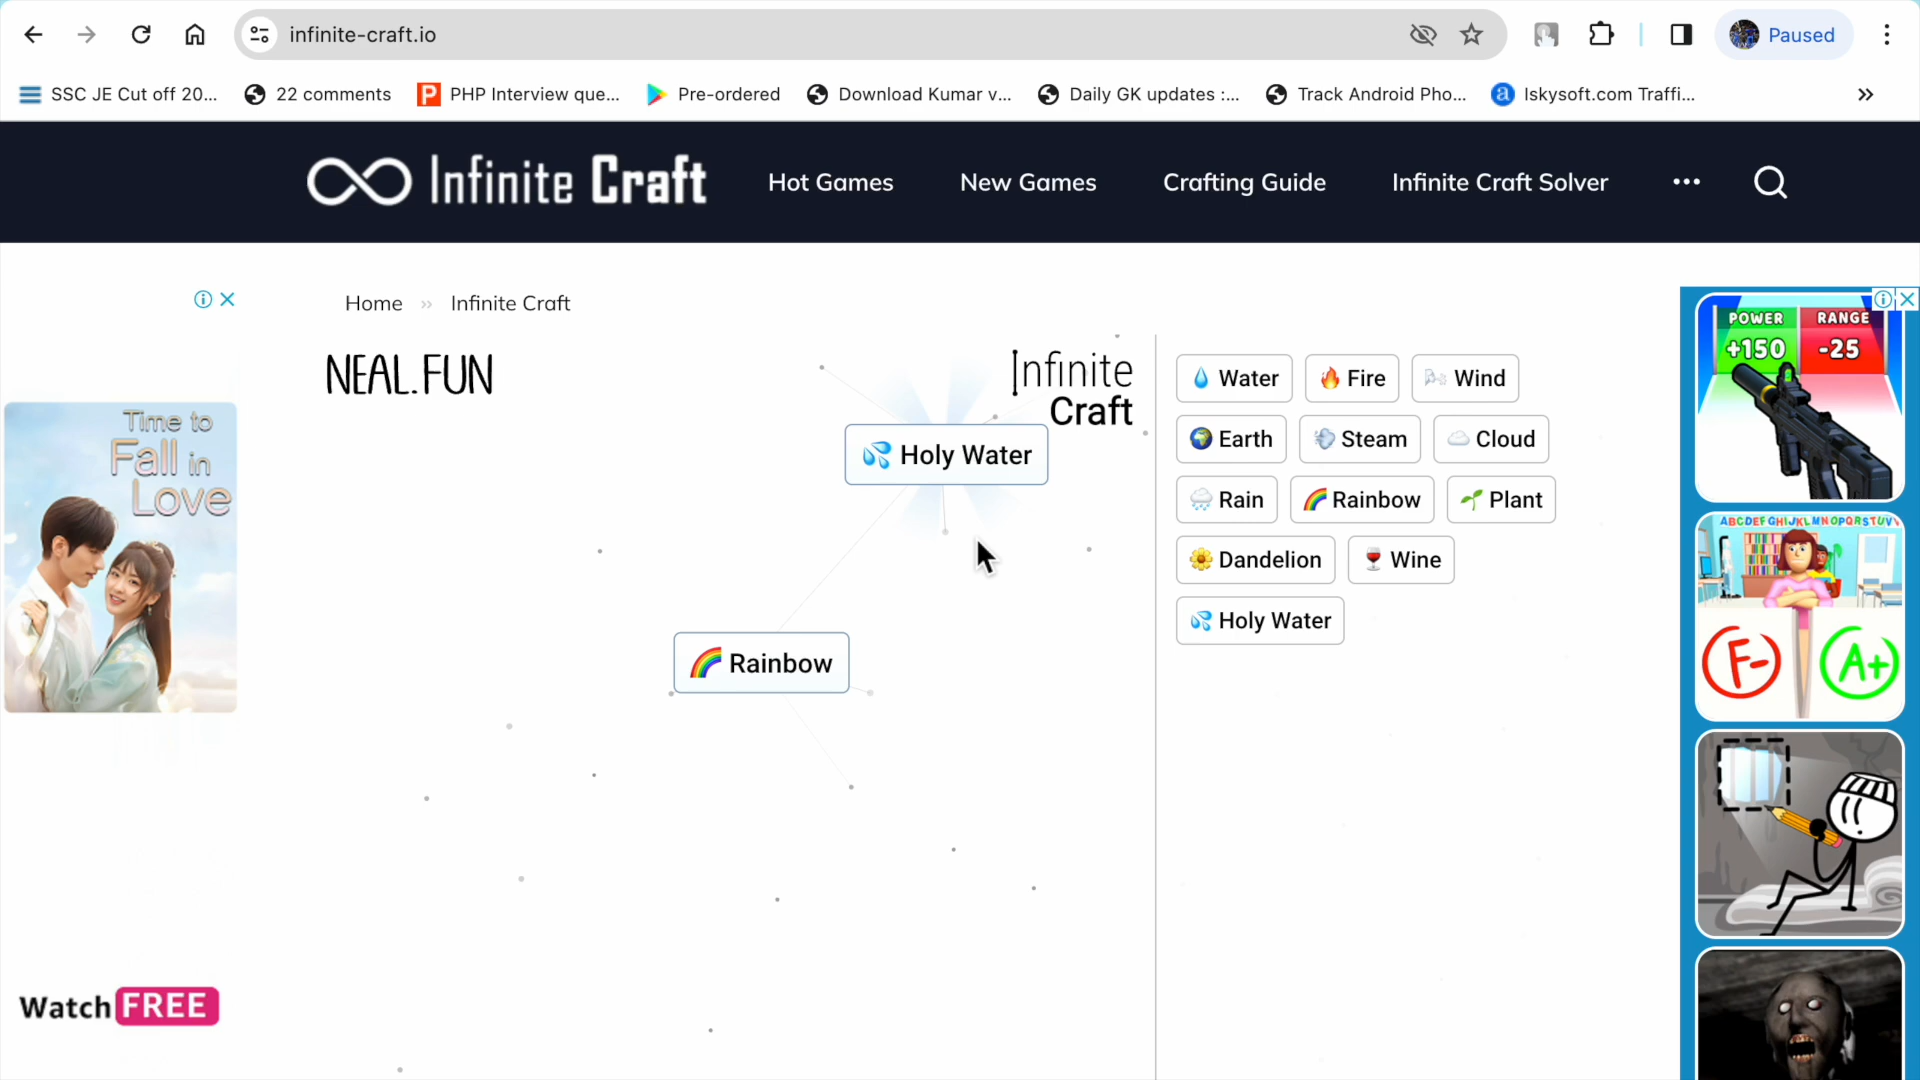 infinite-craft.io
Paused
SSC JE Cut off 20...
22 comments
PHP Interview que...
Pre-ordered
Download Kumar v...
Daily GK updates :...
Track Android Pho...
Iskysoft.com Traffi...
Infinite Craft
Hot Games
New Games
Crafting Guide
Infinite Craft Solver
Home » Infinite Craft
NEAL.FUN
Infinite
Craft
Holy Water
Rainbow
Water
Fire
Wind
Earth
Steam
Cloud
Rain
Rainbow
Plant
Dandelion
Wine
Holy Water
Time to
Fall in
Love
Watch FREE
POWER
+150
RANGE
-25
ABCDEFGHIJKLMNOPQRSTUV
F-
A+